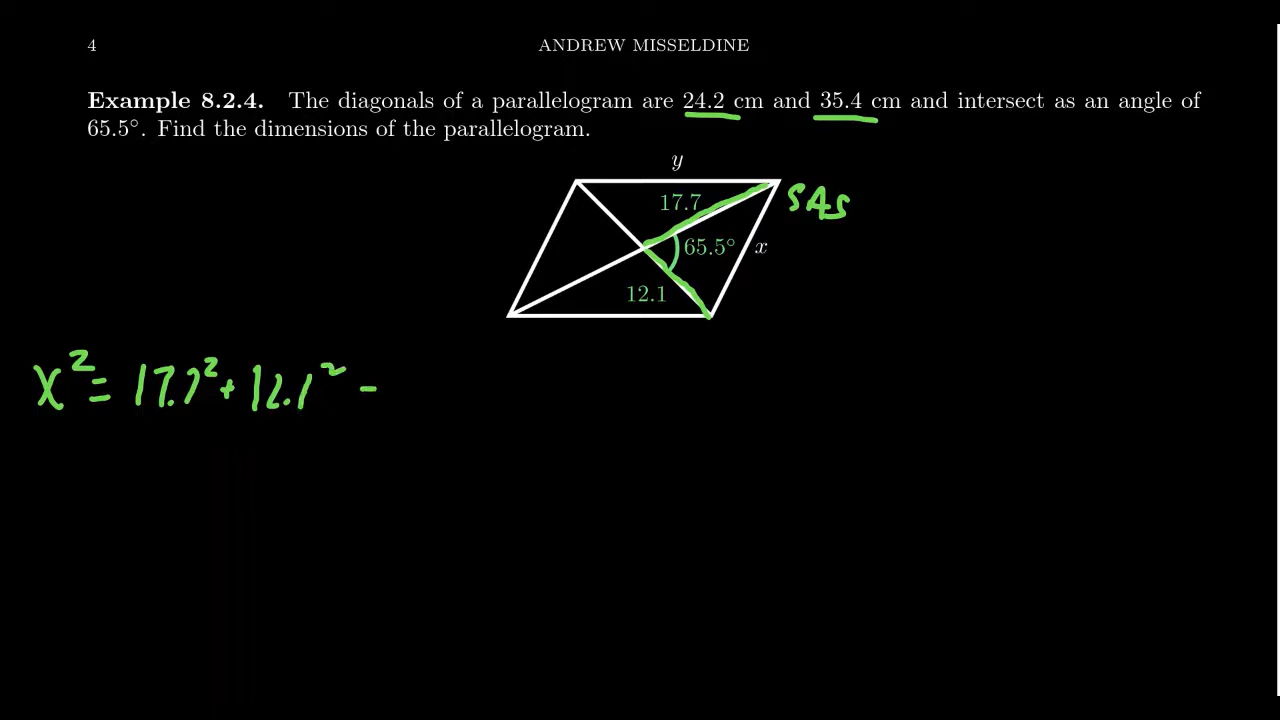 4 ANDREW MISSELDINE
Example 8.2.4. The diagonals of a parallelogram are 24.2 cm and 35.4 cm and intersect as an angle of
65.5°. Find the dimensions of the parallelogram.
y
17.7 SAS
65.5° x
12.1
x² = 17.7² + 12.1² −